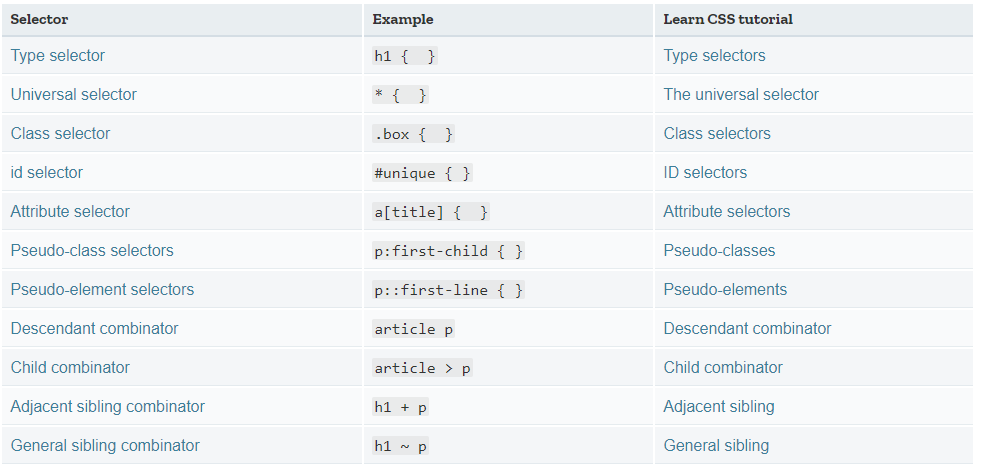 Selector Example Learn CSS tutorial
Type selector h1 {  } Type selectors
Universal selector * {  } The universal selector
Class selector .box {  } Class selectors
id selector #unique { } ID selectors
Attribute selector a[title] {  } Attribute selectors
Pseudo-class selectors p:first-child { } Pseudo-classes
Pseudo-element selectors p::first-line { } Pseudo-elements
Descendant combinator article p Descendant combinator
Child combinator article > p Child combinator
Adjacent sibling combinator h1 + p Adjacent sibling
General sibling combinator h1 ~ p General sibling